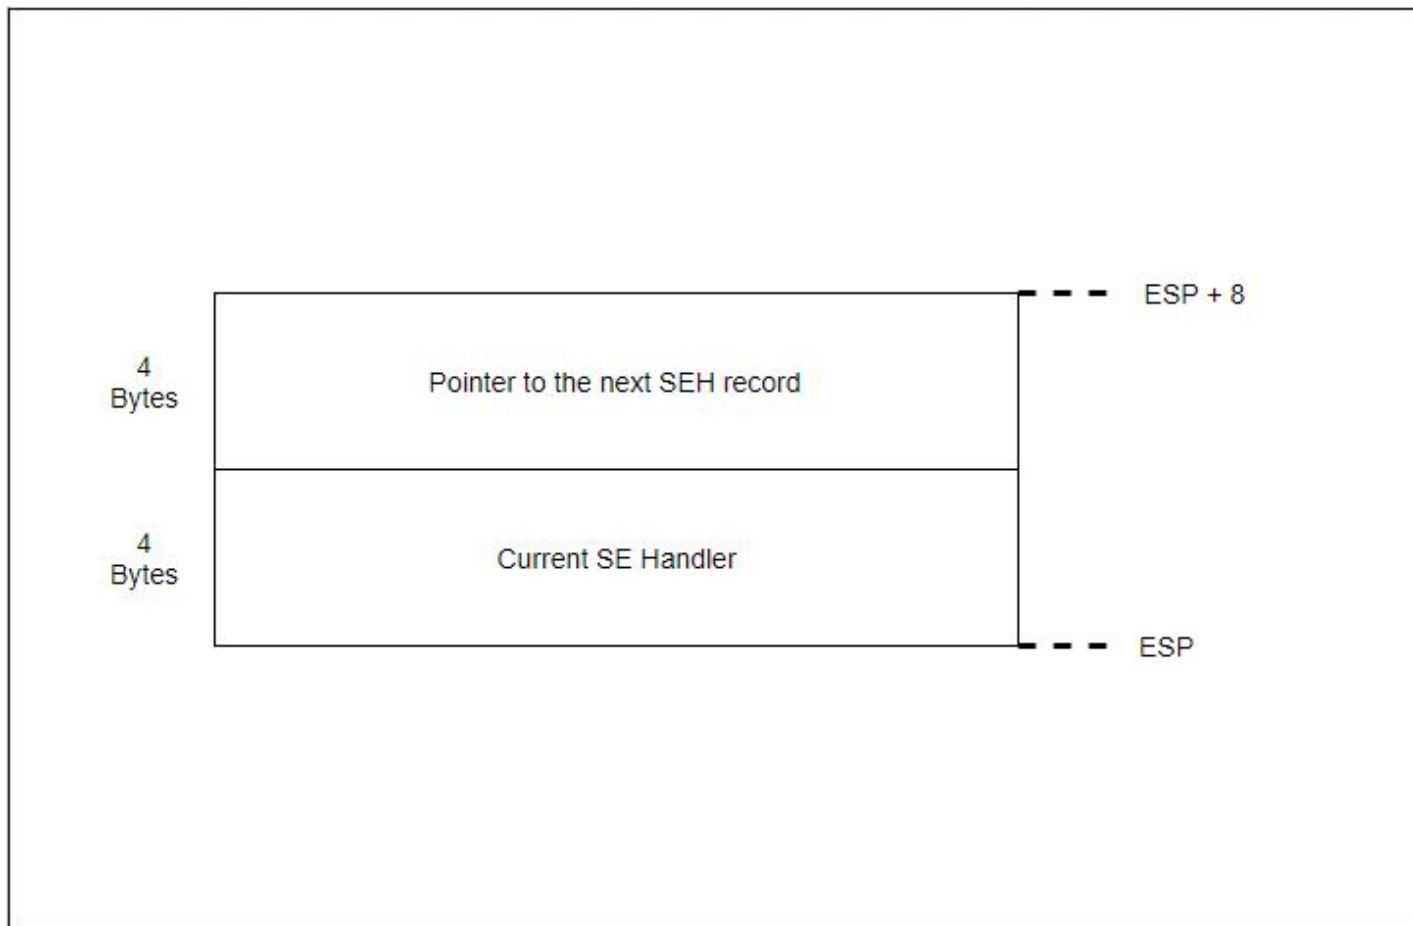 ESP + 8
4
Bytes
Pointer to the next SEH record
4
Bytes
Current SE Handler
ESP